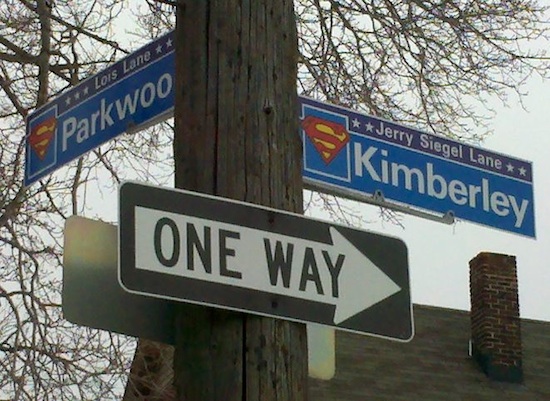 Lois Lane
Parkwoo
Jerry Siegel Lane
Kimberley
ONE WAY